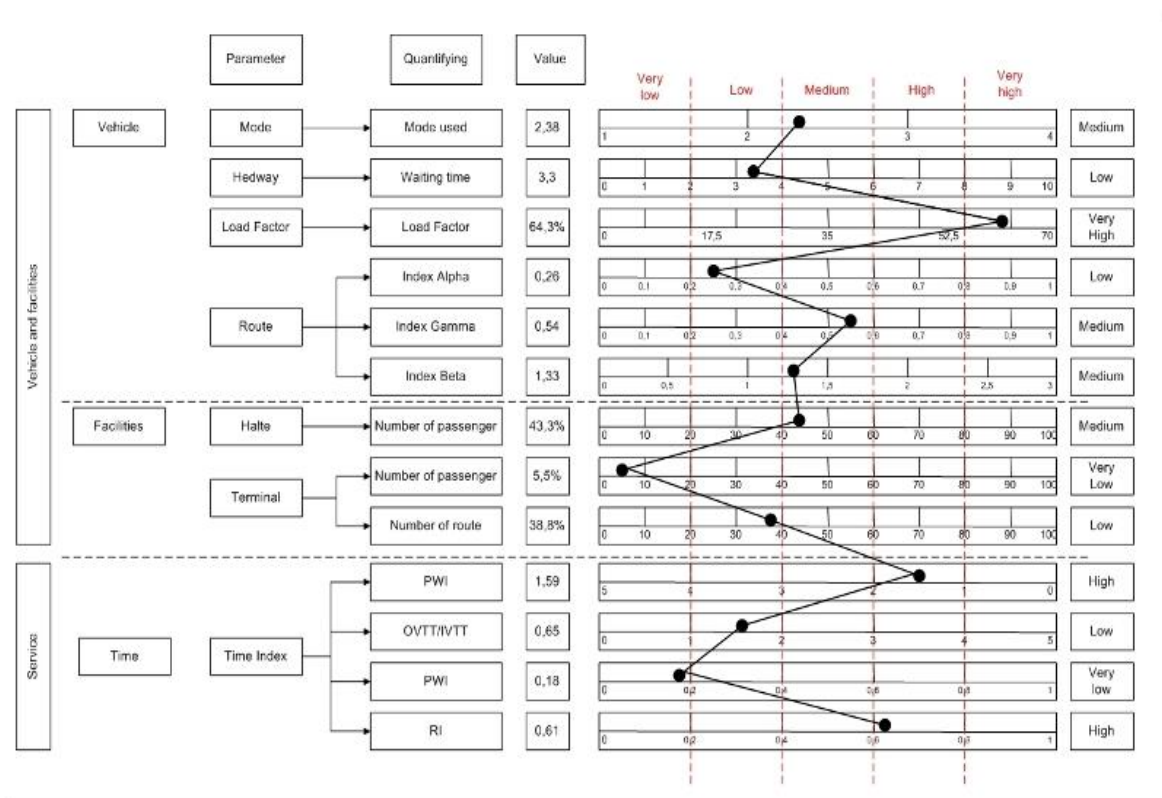 Parameter
Quantifying
Value
Very low
Low
Medium
High
Very high
Vehicle and facilities
Vehicle
Mode
Mode used
2,38
1 2 3 4
Medium
Hedway
Waiting time
3,3
0 1 2 3 4 5 6 7 8 9 10
Low
Load Factor
Load Factor
64,3%
0 17,5 35 52,5 70
Very High
Route
Index Alpha
0,26
0 0,1 0,2 0,3 0,4 0,5 0,6 0,7 0,8 0,9 1
Low
Index Gamma
0,54
0 0,1 0,2 0,3 0,4 0,5 0,6 0,7 0,8 0,9 1
Medium
Index Beta
1,33
0 0,5 1 1,5 2 2,5 3
Medium
Facilities
Halte
Number of passenger
43,3%
0 10 20 30 40 50 60 70 80 90 100
Medium
Terminal
Number of passenger
5,5%
0 10 20 30 40 50 60 70 80 90 100
Very Low
Number of route
38,8%
0 10 20 30 40 50 60 70 80 90 100
Low
Service
Time
Time Index
PWI
1,59
5 4 3 2 1 0
High
OVTT/IVTT
0,65
0 1 2 3 4 5
Low
PWI
0,18
0 0,2 0,4 0,6 0,8 1
Very low
RI
0,61
0 0,2 0,4 0,6 0,8 1
High